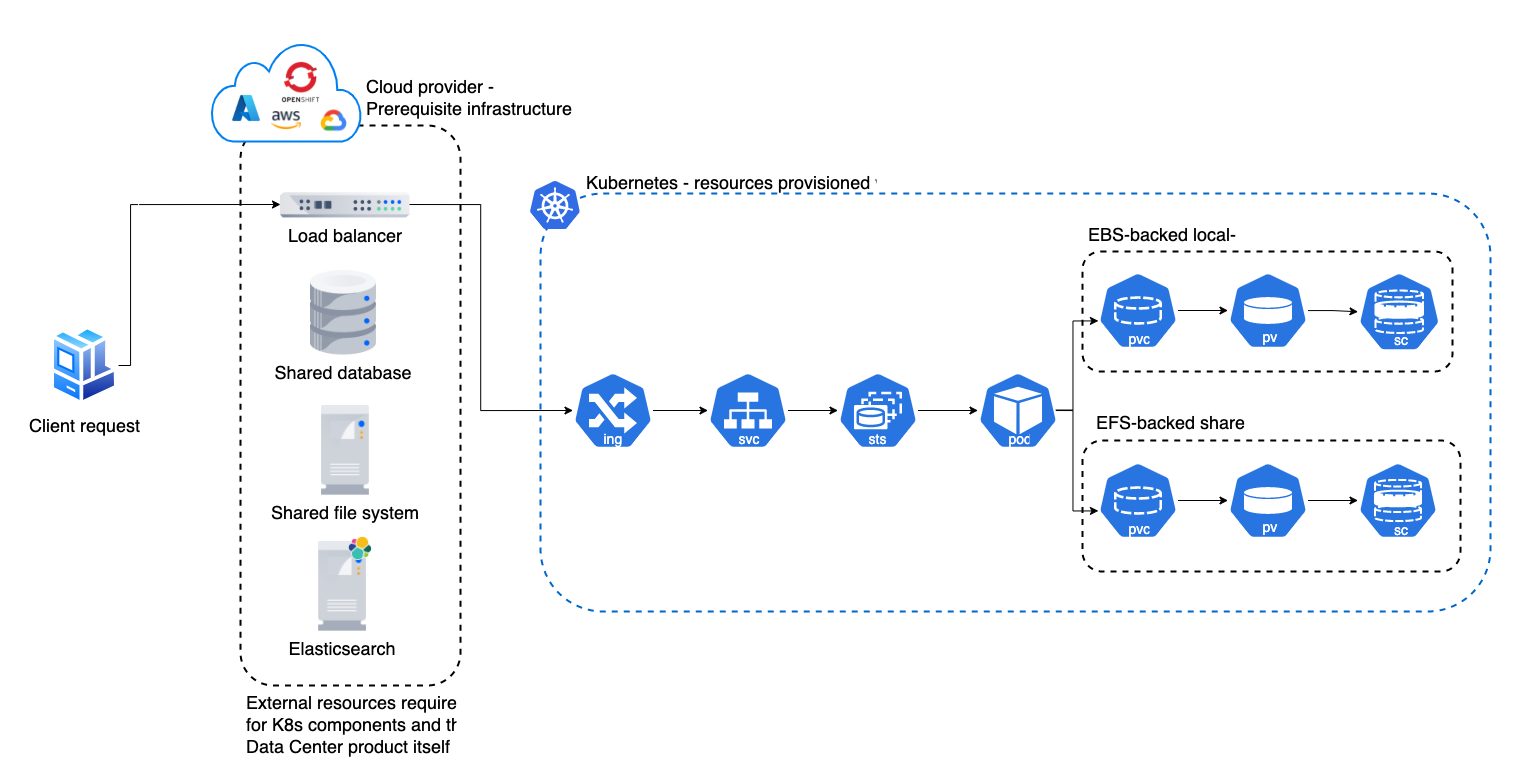 OPENSHIFT
aws
Cloud provider -
Prerequisite infrastructure
Load balancer
Shared database
Shared file system
Elasticsearch
External resources require
for K8s components and
Data Center product itself
Client request
Kubernetes - resources provisioned
ing
svc
sts
pod
EBS-backed local-
pvc
pv
sc
EFS-backed share
pvc
pv
sc